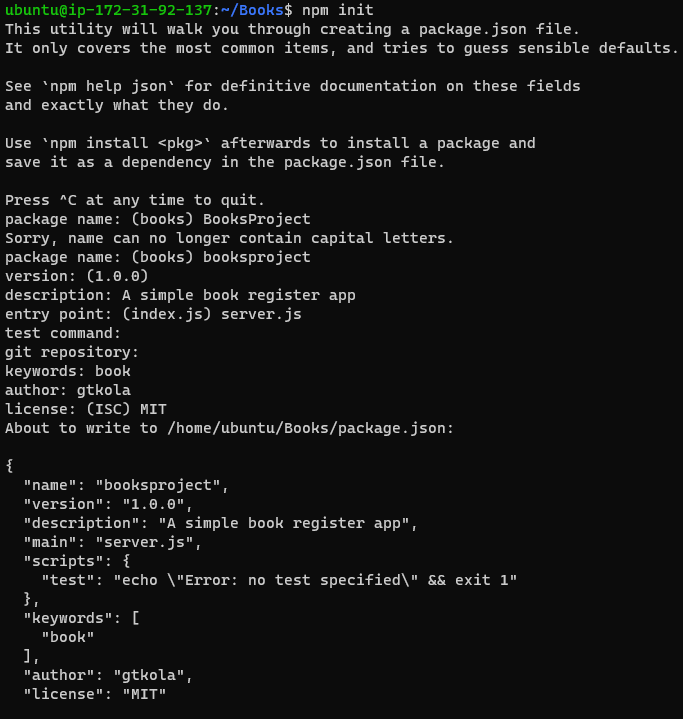 ubuntu@ip-172-31-92-137:~/Books$ npm init
This utility will walk you through creating a package.json file.
It only covers the most common items, and tries to guess sensible defaults.

See `npm help json` for definitive documentation on these fields
and exactly what they do.

Use `npm install <pkg>` afterwards to install a package and
save it as a dependency in the package.json file.

Press ^C at any time to quit.
package name: (books) BooksProject
Sorry, name can no longer contain capital letters.
package name: (books) booksproject
version: (1.0.0)
description: A simple book register app
entry point: (index.js) server.js
test command:
git repository:
keywords: book
author: gtkola
license: (ISC) MIT
About to write to /home/ubuntu/Books/package.json:

{
  "name": "booksproject",
  "version": "1.0.0",
  "description": "A simple book register app",
  "main": "server.js",
  "scripts": {
    "test": "echo \"Error: no test specified\" && exit 1"
  },
  "keywords": [
    "book"
  ],
  "author": "gtkola",
  "license": "MIT"